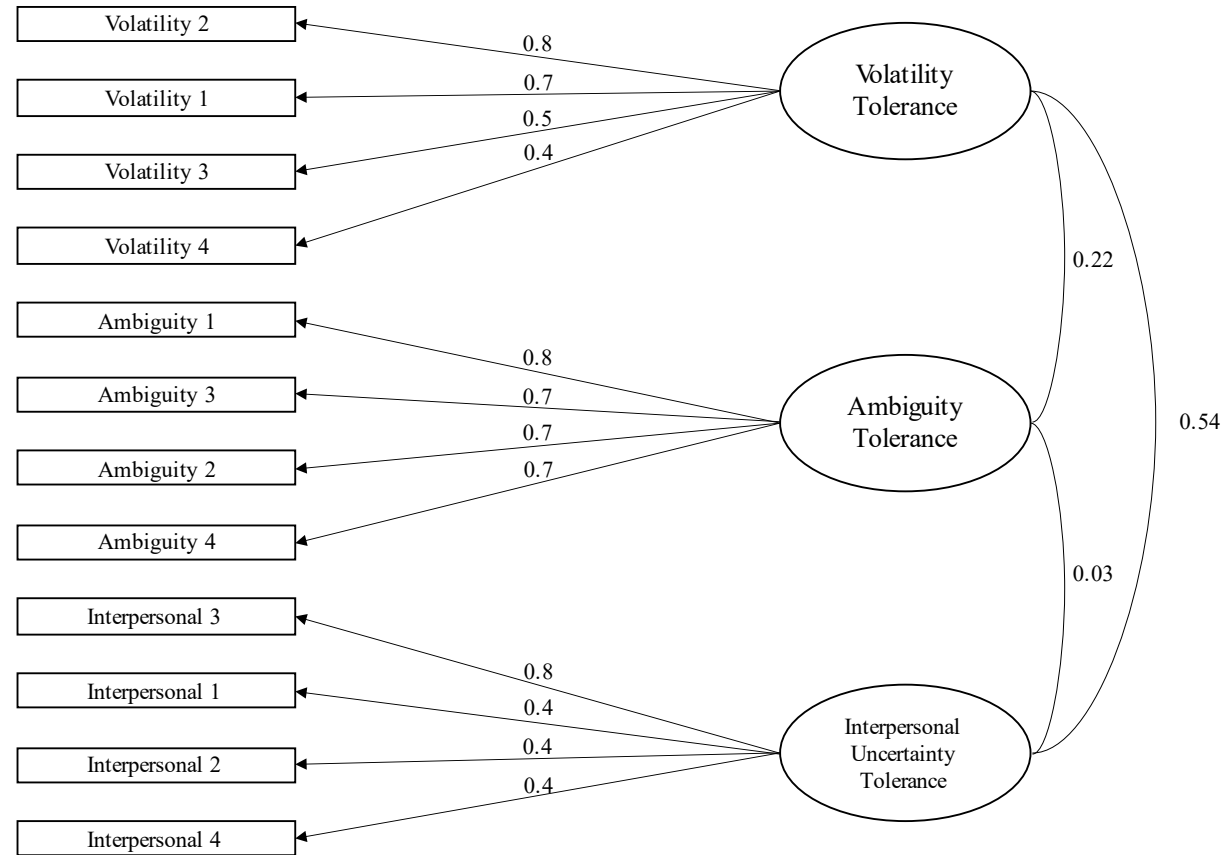 Volatility 2
Volatility 1
Volatility 3
Volatility 4
Ambiguity 1
Ambiguity 3
Ambiguity 2
Ambiguity 4
Interpersonal 3
Interpersonal 1
Interpersonal 2
Interpersonal 4
0.8
0.7
0.5
0.4
0.8
0.7
0.7
0.7
0.8
0.4
0.4
0.4
Volatility
Tolerance
Ambiguity
Tolerance
Interpersonal
Uncertainty
Tolerance
0.22
0.54
0.03